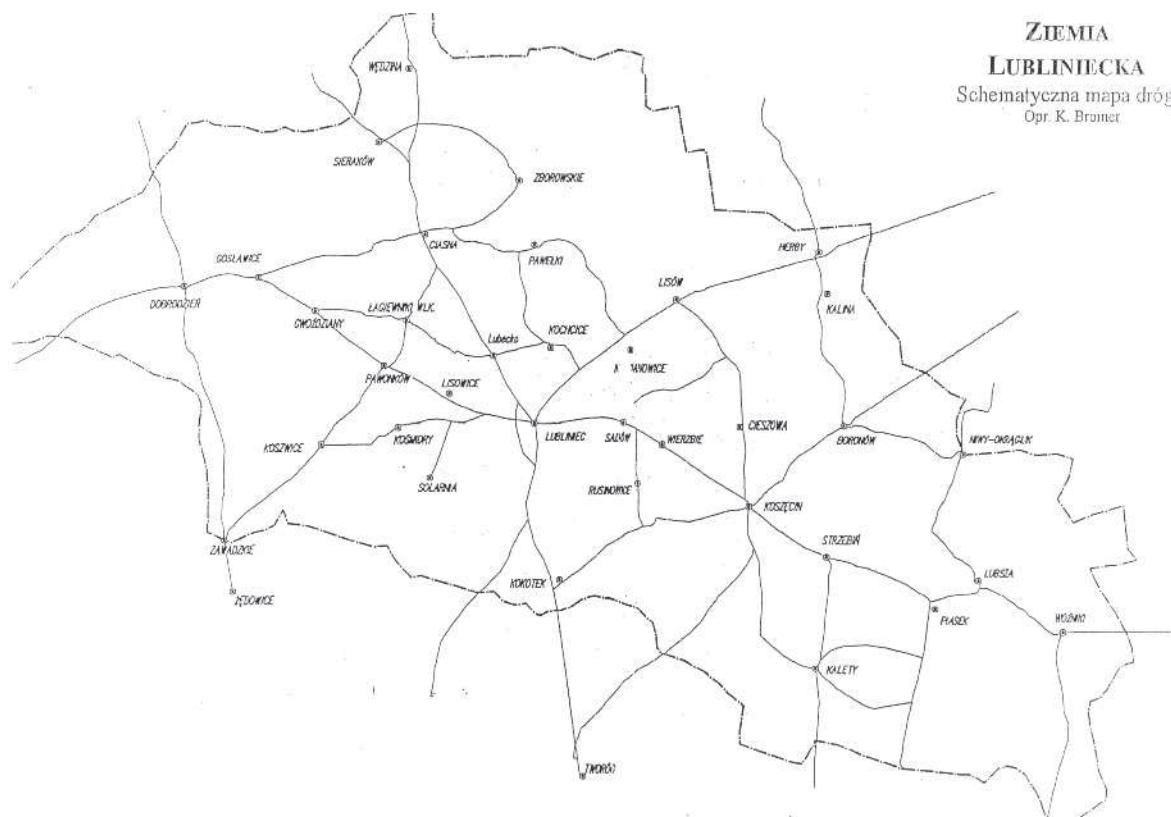 ZIEMIA
LUBLINIECKA
Schematyczna mapa dróg
Opr. K. Bromer
WĘDZINA
SIERAKÓW
ZBOROWSKIE
CIASNA
PAWEŁKI
HERBY
GOSŁAWICE
LISÓW
DOBRODZIEŃ
ŁAGIEWNIKI WLK.
KALINA
GWOŹDZIANY
KOCHCICE
Lubecko
PAWONKÓW
LISOWICE
LUBLINIEC
SADÓW
WIERZBIE
CIESZOWA
BORONÓW
KOSZWICE
KOŚMIDRY
NIWY-OKRĄGLIK
SOLARNIA
RUSINOWICE
KOSZĘCIN
ZAWADZKIE
STRZEBIŃ
KOKOTEK
LUBSZA
ŻĘDOWICE
PIASEK
WOŹNIKI
KALETY
TWORÓG